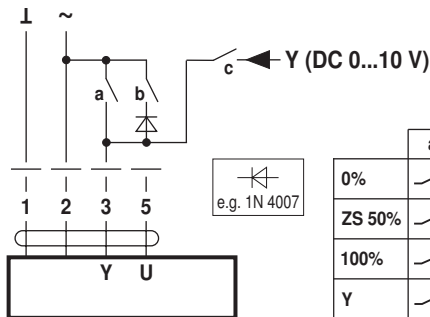 ⊥ ~
a b c Y (DC 0...10 V)
e.g. 1N 4007
1 2 3 5
Y U
a
0%
ZS 50%
100%
Y